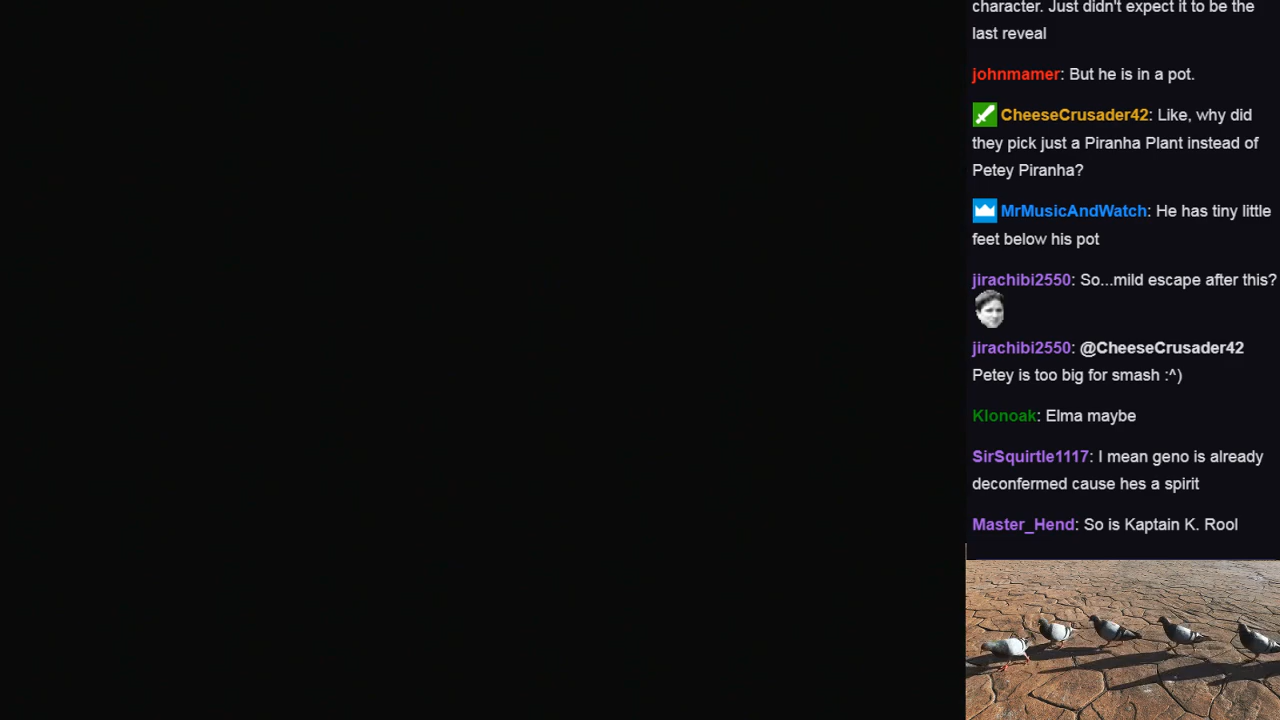 character. Just didn't expect it to be the
last reveal
johnmamer: But he is in a pot.
CheeseCrusader42: Like, why did
they pick just a Piranha Plant instead of
Petey Piranha?
MrMusicAndWatch: He has tiny little
feet below his pot
jirachibi2550: So...mild escape after this?
jirachibi2550: @CheeseCrusader42
Petey is too big for smash :^)
Klonoak: Elma maybe
SirSquirtle1117: I mean geno is already
deconfermed cause hes a spirit
Master_Hend: So is Kaptain K. Rool